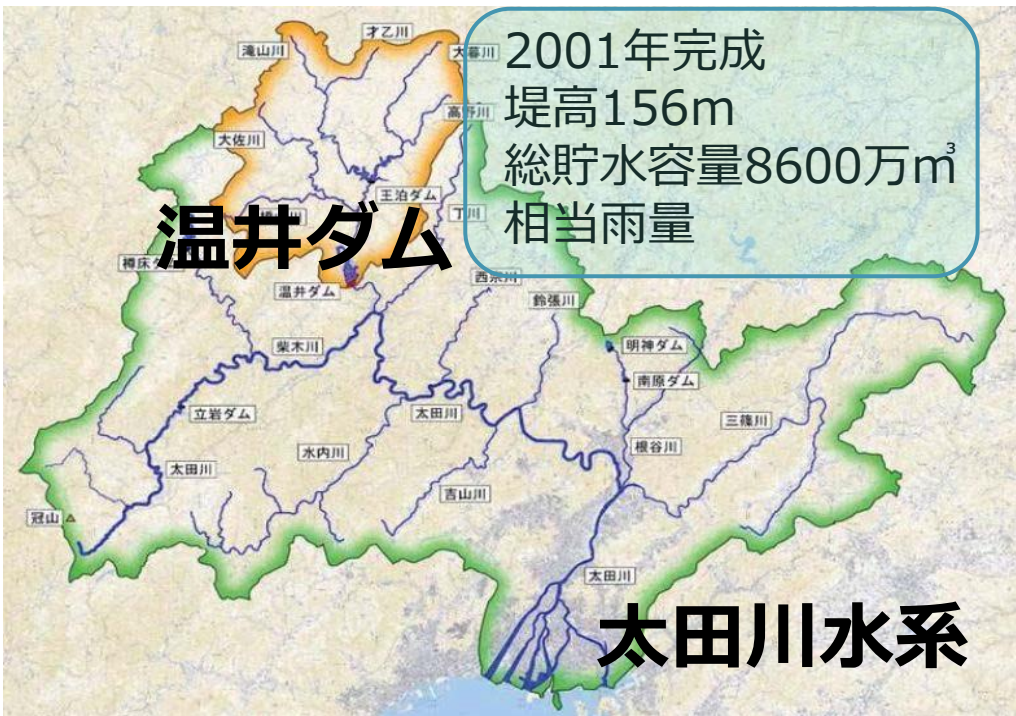 2001年完成
堤高156m
総貯水容量8600万㎥
相当雨量
才乙川
滝山川
大暮川
高野川
大佐川
王泊ダム
丁川
温井ダム
樽床ダ
西宗川
温井ダム
鈴張川
柴木川
明神ダム
南原ダム
立岩ダム
太田川
三篠川
水内川
根谷川
太田川
吉山川
冠山
太田川
太田川水系